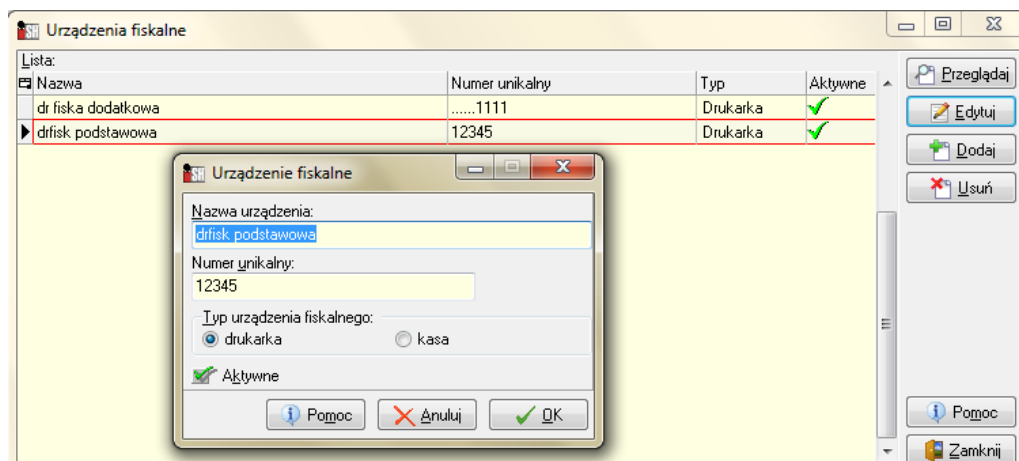 Urządzenia fiskalne
Lista:
Nazwa Numer unikalny Typ Aktywne
dr fiska dodatkowa ......1111 Drukarka
drfisk podstawowa 12345 Drukarka
Przeglądaj
Edytuj
Dodaj
Usuń
Urządzenie fiskalne
Nazwa urządzenia:
drfisk podstawowa
Numer unikalny:
12345
Typ urządzenia fiskalnego:
drukarka kasa
Aktywne
Pomoc Anuluj OK
Pomoc
Zamknij